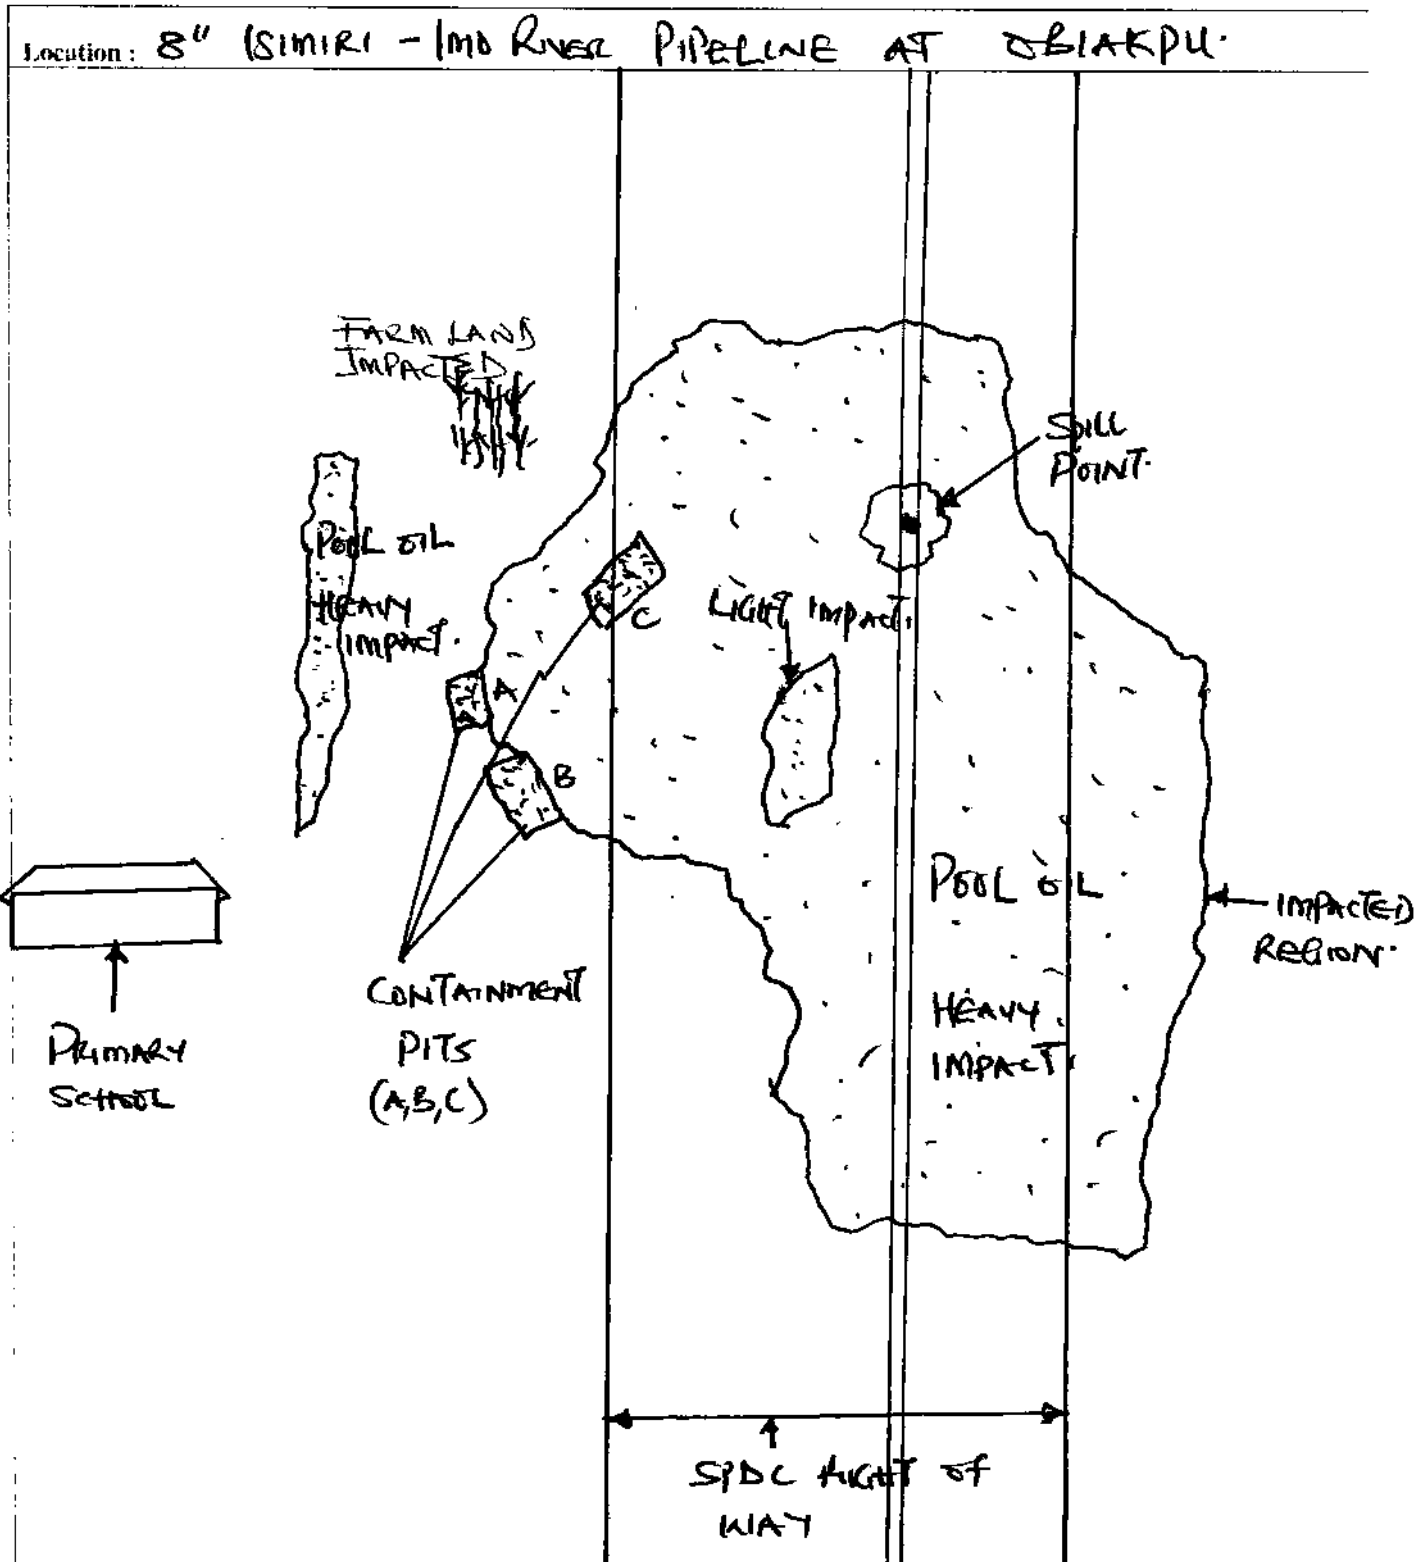 Location : 8" ISIMIRI - IMO RIVER PIPELINE AT OBIAKPU.
FARM LAND
IMPACTED
SPILL
POINT.
POOL OIL
HEAVY
IMPACT.
C
LIGHT IMPACT.
A
B
POOL OIL
IMPACTED
REGION.
HEAVY
IMPACT
CONTAINMENT
PITS
(A,B,C)
PRIMARY
SCHOOL
SPDC RIGHT OF
WAY